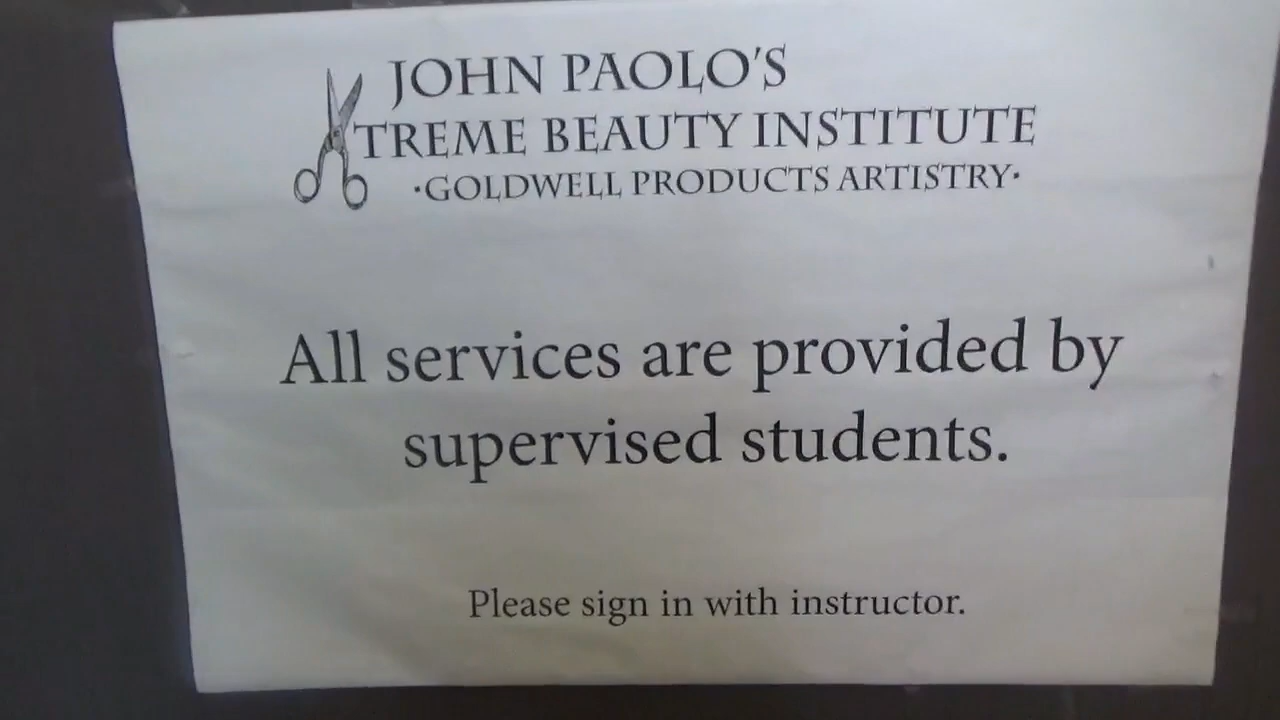 JOHN PAOLO'S
XTREME BEAUTY INSTITUTE
·GOLDWELL PRODUCTS ARTISTRY·
All services are provided by
supervised students.
Please sign in with instructor.